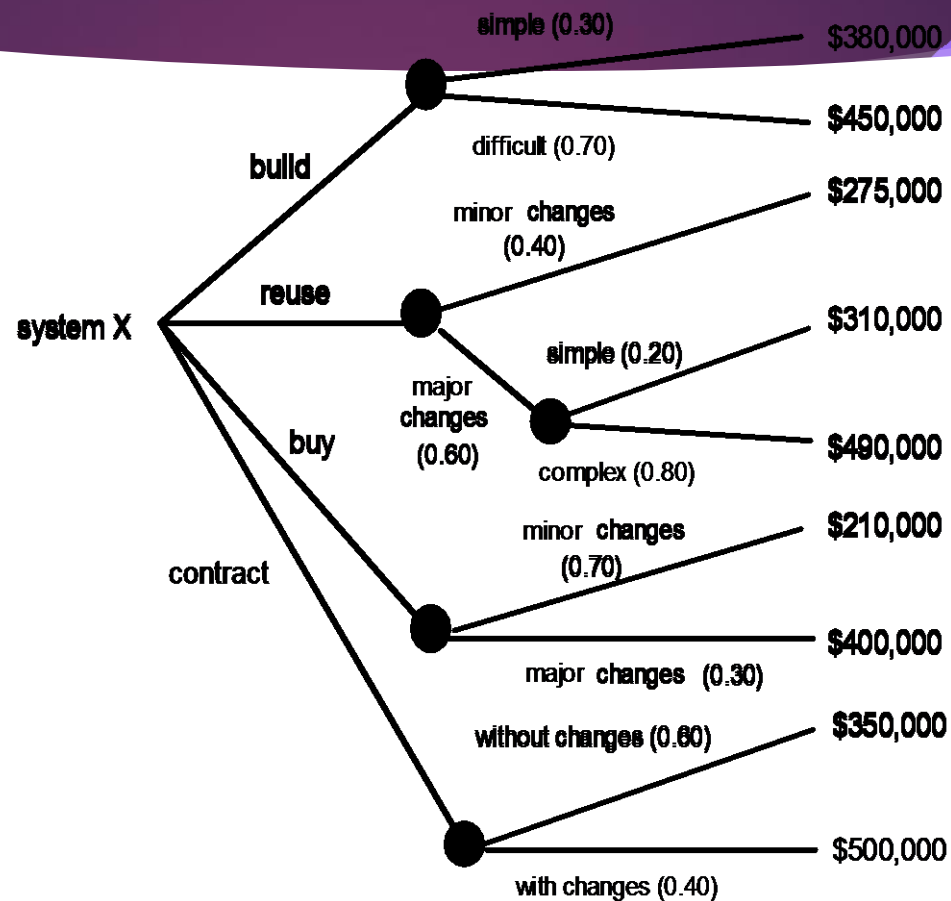 simple (0.30)
$380,000
$450,000
difficult (0.70)
build
$275,000
minor changes
(0.40)
reuse
system X
$310,000
simple (0.20)
major
changes
(0.60)
buy
$490,000
complex (0.80)
$210,000
minor changes
(0.70)
contract
$400,000
major changes (0.30)
$350,000
without changes (0.60)
$500,000
with changes (0.40)